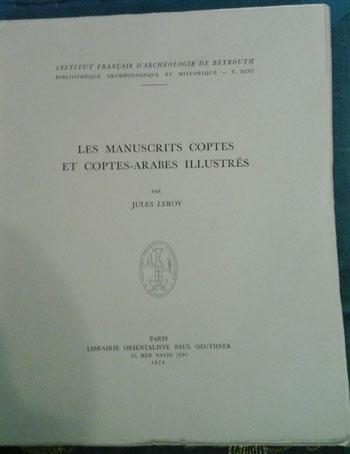 INSTITUT FRANÇAIS D'ARCHÉOLOGIE DE BEYROUTH
BIBLIOTHÈQUE ARCHÉOLOGIQUE ET HISTORIQUE — T. XCVI
LES MANUSCRITS COPTES
ET COPTES-ARABES ILLUSTRÉS
PAR
JULES LEROY
PARIS
LIBRAIRIE ORIENTALISTE PAUL GEUTHNER
RUE VAVIN (VIᵉ)
1974